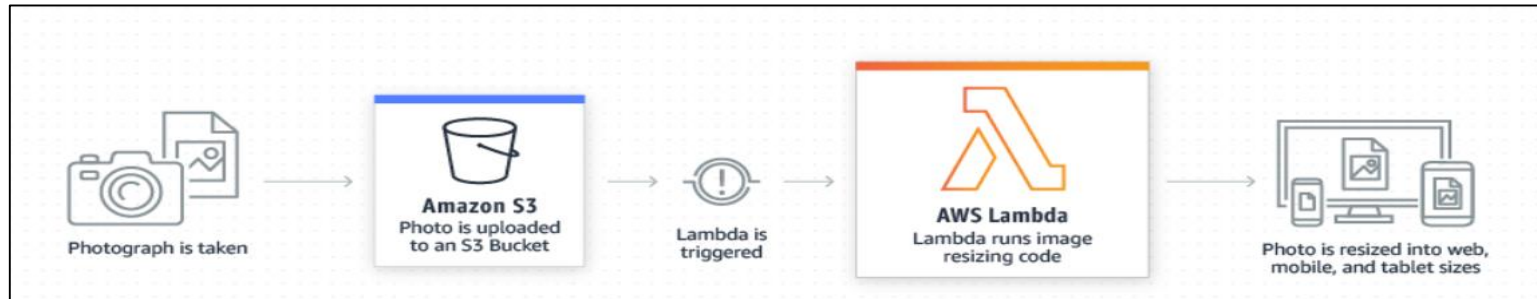 Photograph is taken
Amazon S3
Photo is uploaded
to an S3 Bucket
Lambda is
triggered
AWS Lambda
Lambda runs image
resizing code
Photo is resized into web,
mobile, and tablet sizes